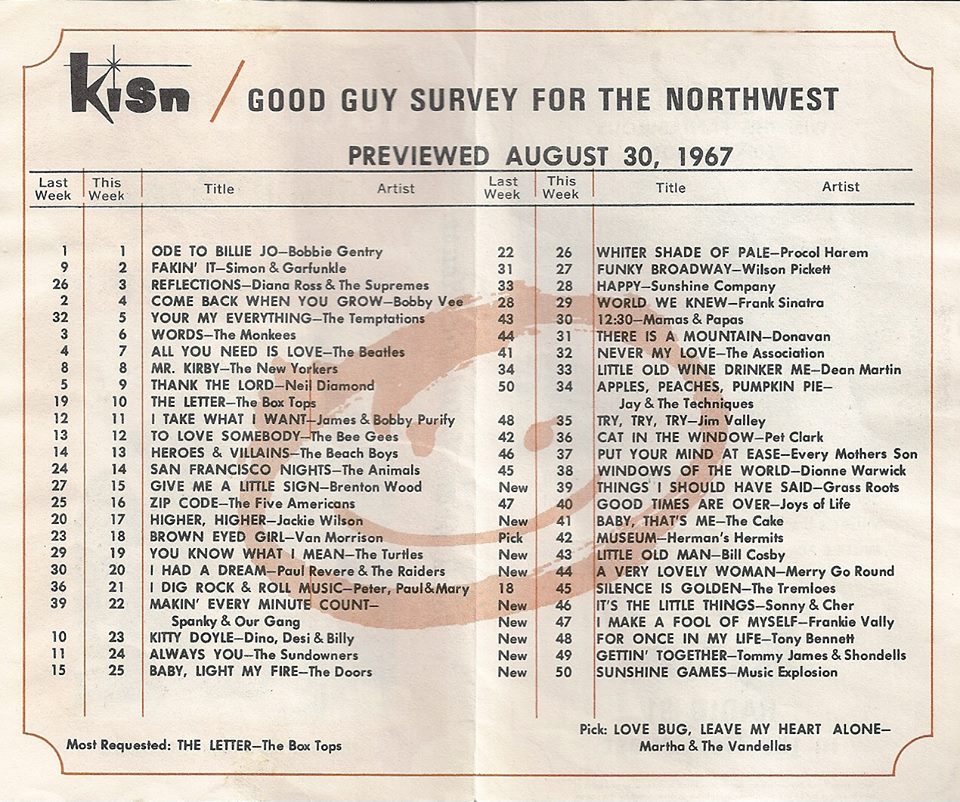 kisn / GOOD GUY SURVEY FOR THE NORTHWEST
PREVIEWED AUGUST 30, 1967
Last Week This Week Title Artist
1 1 ODE TO BILLIE JO—Bobbie Gentry
9 2 FAKIN' IT—Simon & Garfunkle
26 3 REFLECTIONS—Diana Ross & The Supremes
2 4 COME BACK WHEN YOU GROW—Bobby Vee
32 5 YOUR MY EVERYTHING—The Temptations
3 6 WORDS—The Monkees
4 7 ALL YOU NEED IS LOVE—The Beatles
8 8 MR. KIRBY—The New Yorkers
5 9 THANK THE LORD—Neil Diamond
19 10 THE LETTER—The Box Tops
12 11 I TAKE WHAT I WANT—James & Bobby Purify
13 12 TO LOVE SOMEBODY—The Bee Gees
14 13 HEROES & VILLAINS—The Beach Boys
24 14 SAN FRANCISCO NIGHTS—The Animals
27 15 GIVE ME A LITTLE SIGN—Brenton Wood
25 16 ZIP CODE—The Five Americans
20 17 HIGHER, HIGHER—Jackie Wilson
23 18 BROWN EYED GIRL—Van Morrison
29 19 YOU KNOW WHAT I MEAN—The Turtles
30 20 I HAD A DREAM—Paul Revere & The Raiders
36 21 I DIG ROCK & ROLL MUSIC—Peter, Paul & Mary
39 22 MAKIN' EVERY MINUTE COUNT—
Spanky & Our Gang
10 23 KITTY DOYLE—Dino, Desi & Billy
11 24 ALWAYS YOU—The Sundowners
15 25 BABY, LIGHT MY FIRE—The Doors
Most Requested: THE LETTER—The Box Tops
Last Week This Week Title Artist
22 26 WHITER SHADE OF PALE—Procol Harem
31 27 FUNKY BROADWAY—Wilson Pickett
33 28 HAPPY—Sunshine Company
28 29 WORLD WE KNEW—Frank Sinatra
43 30 12:30—Mamas & Papas
44 31 THERE IS A MOUNTAIN—Donavan
41 32 NEVER MY LOVE—The Association
34 33 LITTLE OLD WINE DRINKER ME—Dean Martin
50 34 APPLES, PEACHES, PUMPKIN PIE—
Jay & The Techniques
48 35 TRY, TRY, TRY—Jim Valley
42 36 CAT IN THE WINDOW—Pet Clark
46 37 PUT YOUR MIND AT EASE—Every Mothers Son
45 38 WINDOWS OF THE WORLD—Dionne Warwick
New 39 THINGS I SHOULD HAVE SAID—Grass Roots
47 40 GOOD TIMES ARE OVER—Joys of Life
New 41 BABY, THAT'S ME—The Cake
Pick 42 MUSEUM—Herman's Hermits
New 43 LITTLE OLD MAN—Bill Cosby
New 44 A VERY LOVELY WOMAN—Merry Go Round
18 45 SILENCE IS GOLDEN—The Tremloes
New 46 IT'S THE LITTLE THINGS—Sonny & Cher
New 47 I MAKE A FOOL OF MYSELF—Frankie Vally
New 48 FOR ONCE IN MY LIFE—Tony Bennett
New 49 GETTIN' TOGETHER—Tommy James & Shondells
New 50 SUNSHINE GAMES—Music Explosion
Pick: LOVE BUG, LEAVE MY HEART ALONE—
Martha & The Vandellas